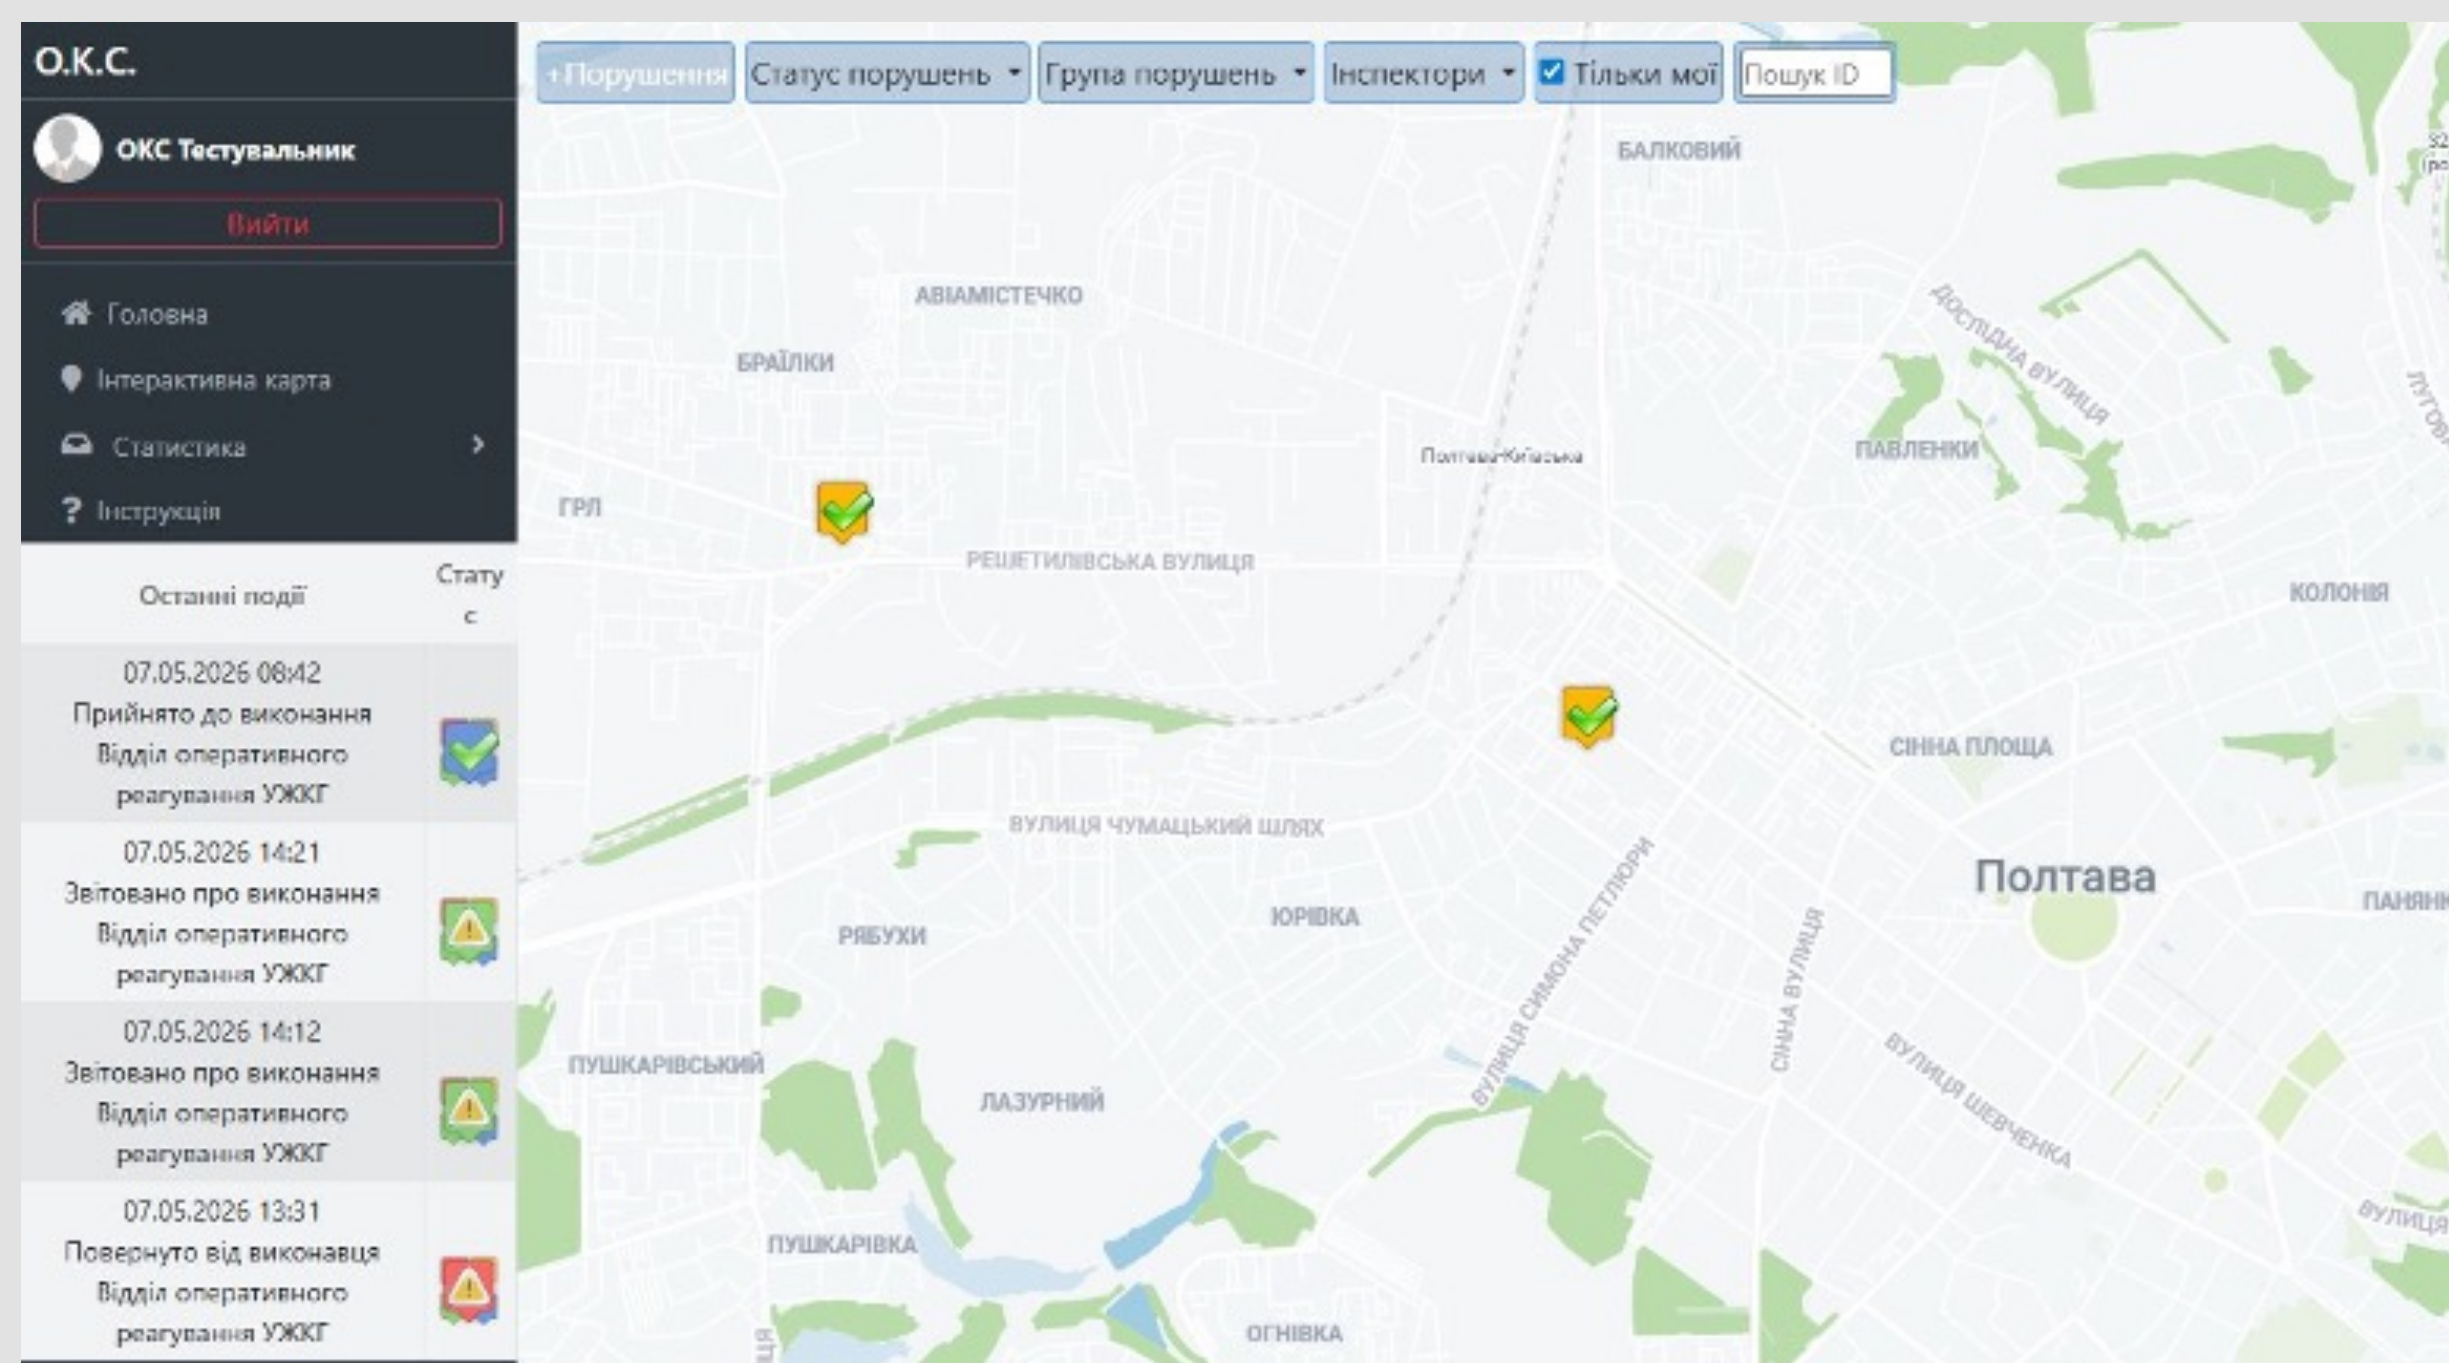 О.К.С.
ОКС Тестувальник
Вийти
Головна
Інтерактивна карта
Статистика
? Інструкція
Останні події
Стату
с
07.05.2026 08:42
Прийнято до виконання
Відділ оперативного
реагування УЖКГ
07.05.2026 14:21
Звітовано про виконання
Відділ оперативного
реагування УЖКГ
07.05.2026 14:12
Звітовано про виконання
Відділ оперативного
реагування УЖКГ
07.05.2026 13:31
Повернуто від виконавця
Відділ оперативного
реагування УЖКГ
+Порушення
Статус порушень
Група порушень
Інспектори
Тільки мої
Пошук ID
БАЛКОВИЙ
АВІАМІСТЕЧКО
ДОСЛІДНА ВУЛИЦЯ
БРАЇЛКИ
Полтава-Київська
ПАВЛЕНКИ
ГРЛ
РЕШЕТИЛІВСЬКА ВУЛИЦЯ
КОЛОНІЯ
СІННА ПЛОЩА
ВУЛИЦЯ ЧУМАЦЬКИЙ ШЛЯХ
Полтава
ПАНЯНК
ЮРІВКА
РЯБУХИ
ВУЛИЦЯ СИМОНА ПЕТЛЮРИ
СІННА ВУЛИЦЯ
ВУЛИЦЯ ШЕВЧЕНКА
ПУШКАРІВСЬКИЙ
ЛАЗУРНИЙ
ВУЛИЦЯ
ПУШКАРІВКА
ОГНІВКА